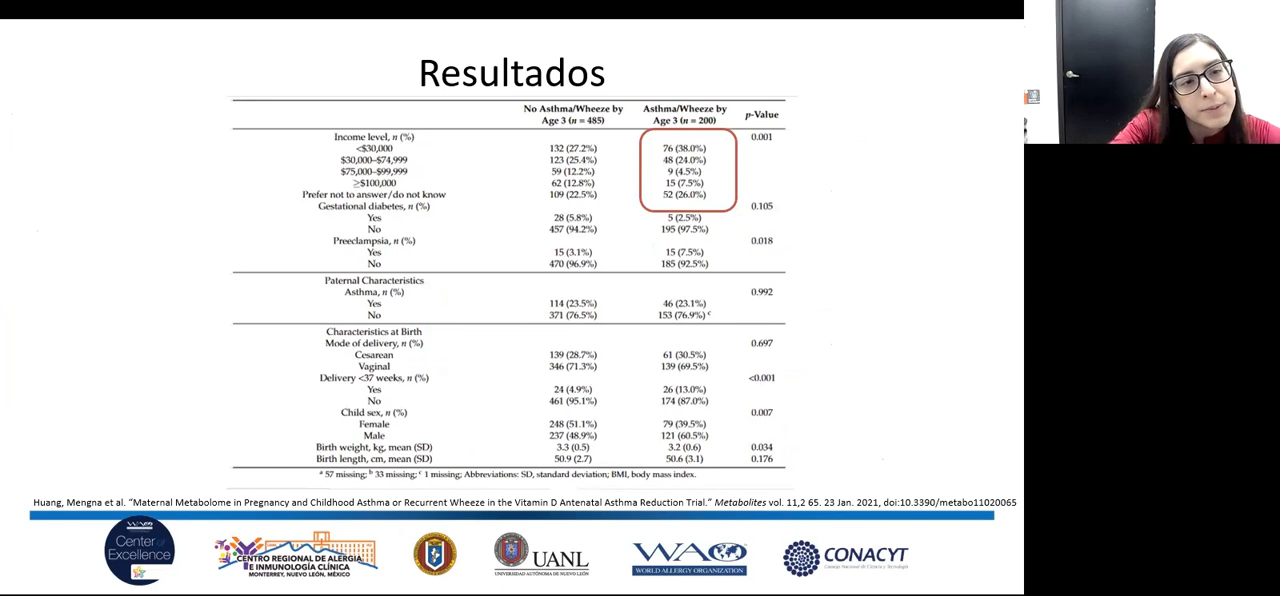 Resultados
No Asthma/Wheeze by Age 3 (n = 485) Asthma/Wheeze by Age 3 (n = 200) p-Value
Income level, n (%) 0.001
<$30,000 132 (27.2%) 76 (38.0%)
$30,000–$74,999 123 (25.4%) 48 (24.0%)
$75,000–$99,999 59 (12.2%) 9 (4.5%)
≥$100,000 62 (12.8%) 15 (7.5%)
Prefer not to answer/do not know 109 (22.5%) 52 (26.0%)
Gestational diabetes, n (%) 0.105
Yes 28 (5.8%) 5 (2.5%)
No 457 (94.2%) 195 (97.5%)
Preeclampsia, n (%) 0.018
Yes 15 (3.1%) 15 (7.5%)
No 470 (96.9%) 185 (92.5%)
Paternal Characteristics
Asthma, n (%) 0.992
Yes 114 (23.5%) 46 (23.1%)
No 371 (76.5%) 153 (76.9%) c
Characteristics at Birth
Mode of delivery, n (%) 0.697
Cesarean 139 (28.7%) 61 (30.5%)
Vaginal 346 (71.3%) 139 (69.5%)
Delivery <37 weeks, n (%) <0.001
Yes 24 (4.9%) 26 (13.0%)
No 461 (95.1%) 174 (87.0%)
Child sex, n (%) 0.007
Female 248 (51.1%) 79 (39.5%)
Male 237 (48.9%) 121 (60.5%)
Birth weight, kg, mean (SD) 3.3 (0.5) 3.2 (0.6) 0.034
Birth length, cm, mean (SD) 50.9 (2.7) 50.6 (3.1) 0.176
a 57 missing; b 33 missing; c 1 missing; Abbreviations: SD, standard deviation; BMI, body mass index.
Huang, Mengna et al. “Maternal Metabolome in Pregnancy and Childhood Asthma or Recurrent Wheeze in the Vitamin D Antenatal Asthma Reduction Trial.” Metabolites vol. 11,2 65. 23 Jan. 2021, doi:10.3390/metabo11020065
WAO
Center of
Excellence
CENTRO REGIONAL DE ALERGIA
E INMUNOLOGÍA CLÍNICA
MONTERREY, NUEVO LEÓN, MÉXICO
UANL
UNIVERSIDAD AUTÓNOMA DE NUEVO LEÓN
WAO
WORLD ALLERGY ORGANIZATION
CONACYT
Consejo Nacional de Ciencia y Tecnología